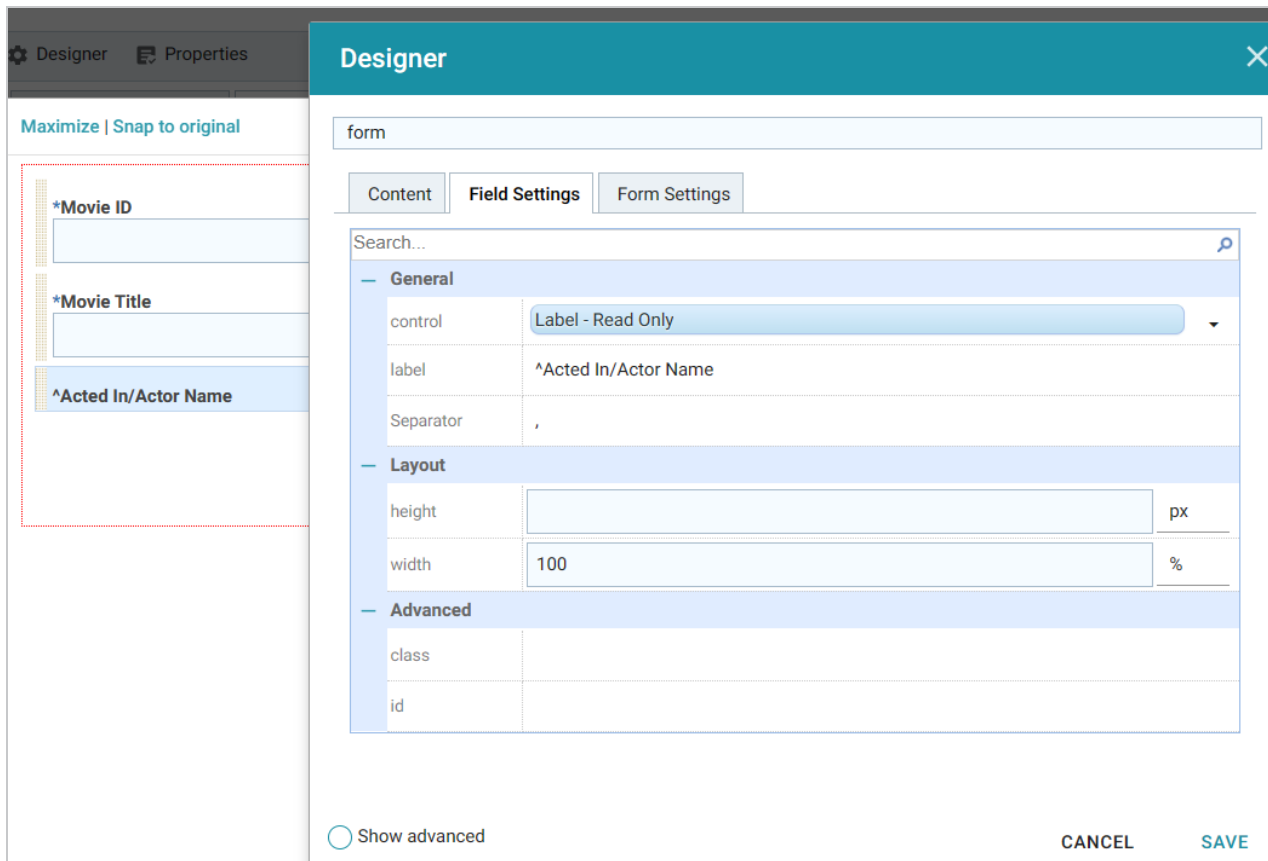 Designer Properties
Maximize | Snap to original
*Movie ID
*Movie Title
^Acted In/Actor Name
Designer
form
Content Field Settings Form Settings
Search...
General
control Label - Read Only
label ^Acted In/Actor Name
Separator ,
Layout
height px
width 100 %
Advanced
class
id
Show advanced
CANCEL SAVE